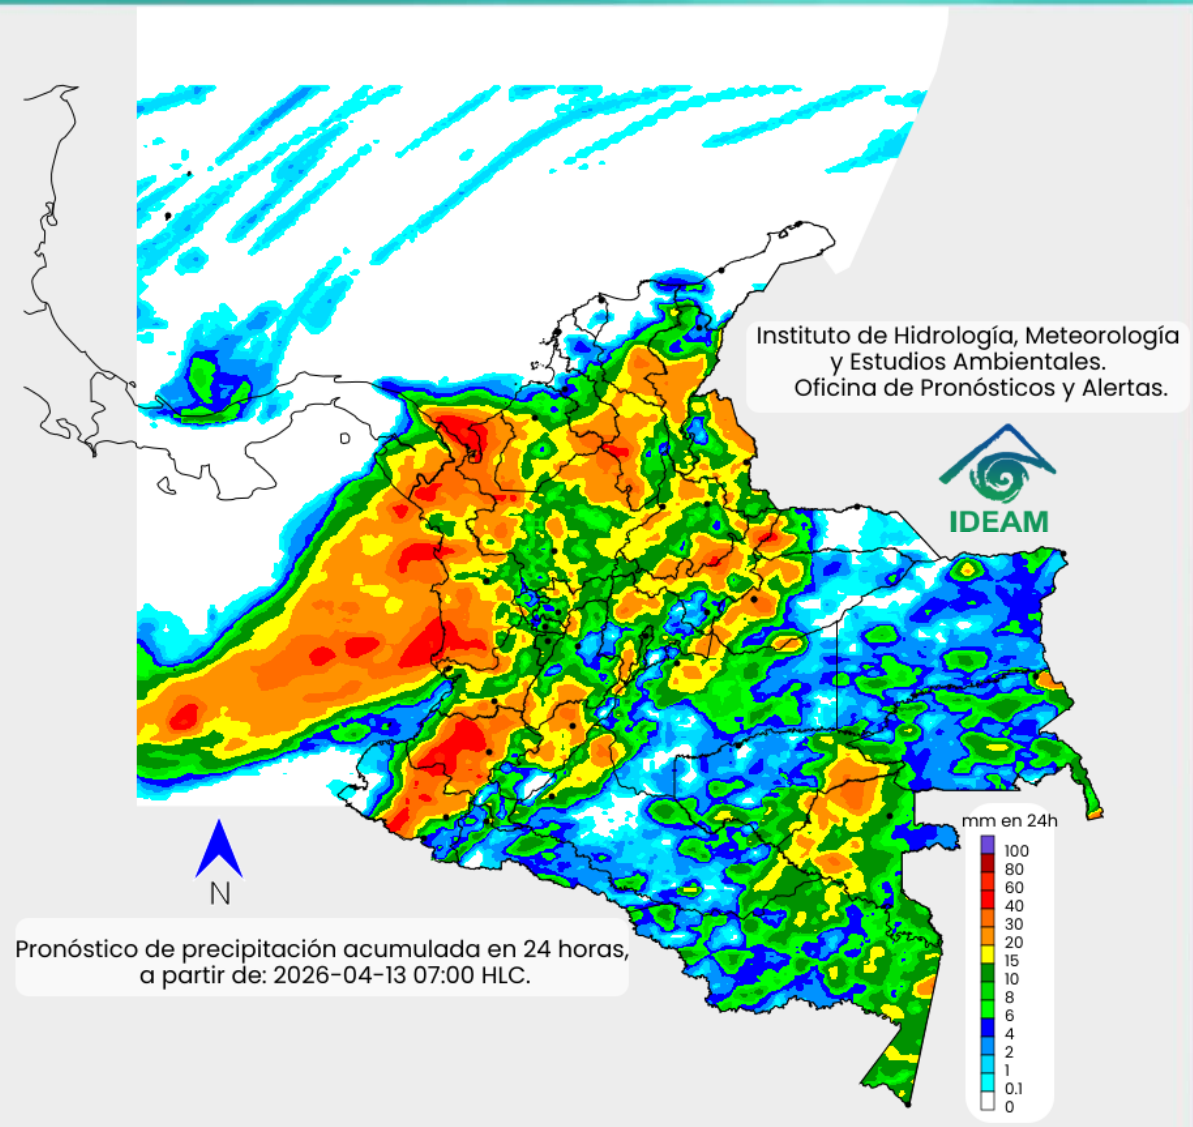 Instituto de Hidrología, Meteorología
y Estudios Ambientales.
Oficina de Pronósticos y Alertas.
IDEAM
mm en 24h
100
80
60
40
30
20
15
10
8
6
4
2
1
0.1
0
N
Pronóstico de precipitación acumulada en 24 horas,
a partir de: 2026-04-13 07:00 HLC.